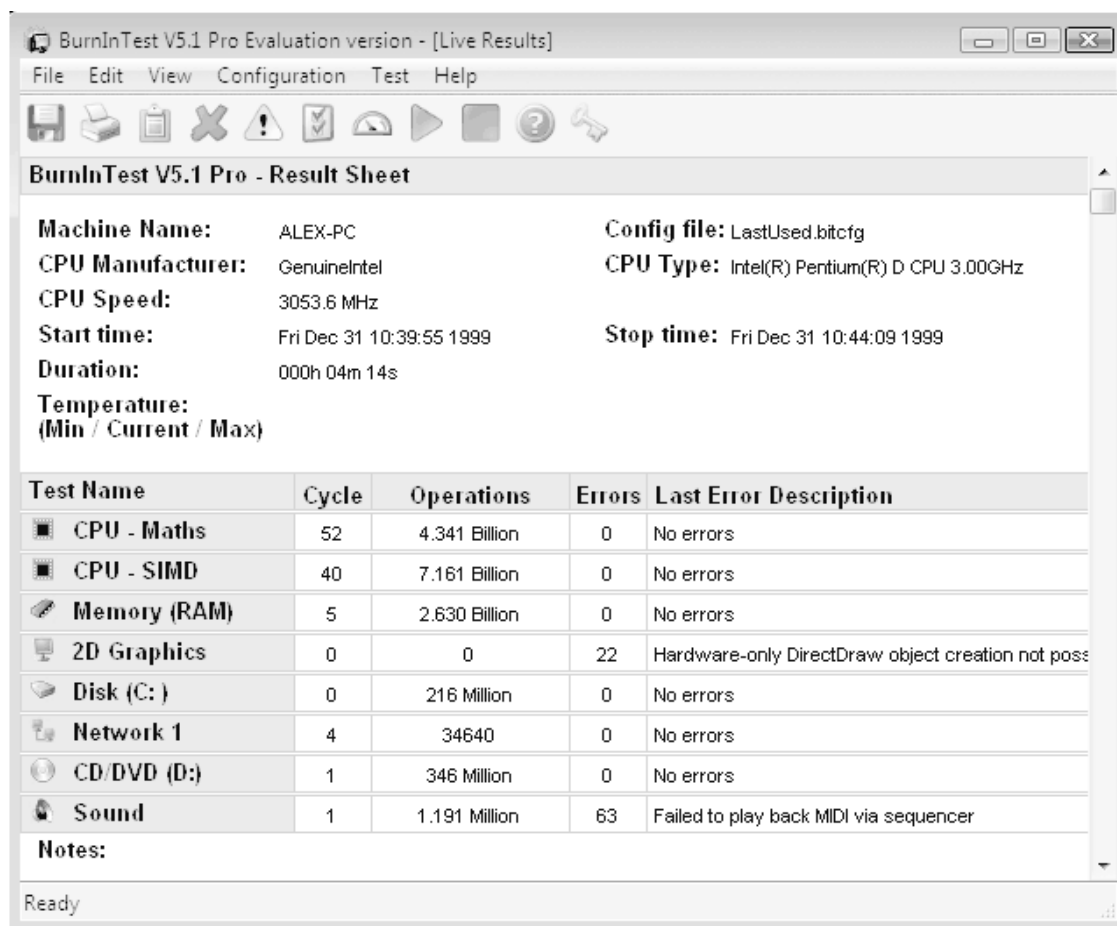 BurnInTest V5.1 Pro Evaluation version - [Live Results]
File Edit View Configuration Test Help
BurnInTest V5.1 Pro - Result Sheet
Machine Name: ALEX-PC Config file: LastUsed.bitcfg
CPU Manufacturer: GenuineIntel CPU Type: Intel(R) Pentium(R) D CPU 3.00GHz
CPU Speed: 3053.6 MHz
Start time: Fri Dec 31 10:39:55 1999 Stop time: Fri Dec 31 10:44:09 1999
Duration: 000h 04m 14s
Temperature:
(Min / Current / Max)
Test Name Cycle Operations Errors Last Error Description
CPU - Maths 52 4.341 Billion 0 No errors
CPU - SIMD 40 7.161 Billion 0 No errors
Memory (RAM) 5 2.630 Billion 0 No errors
2D Graphics 0 0 22 Hardware-only DirectDraw object creation not poss
Disk (C: ) 0 216 Million 0 No errors
Network 1 4 34640 0 No errors
CD/DVD (D:) 1 346 Million 0 No errors
Sound 1 1.191 Million 63 Failed to play back MIDI via sequencer
Notes:
Ready